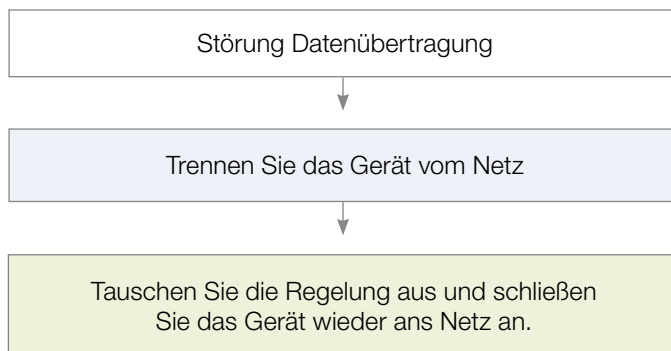 Störung Datenübertragung
Trennen Sie das Gerät vom Netz
Tauschen Sie die Regelung aus und schließen
Sie das Gerät wieder ans Netz an.